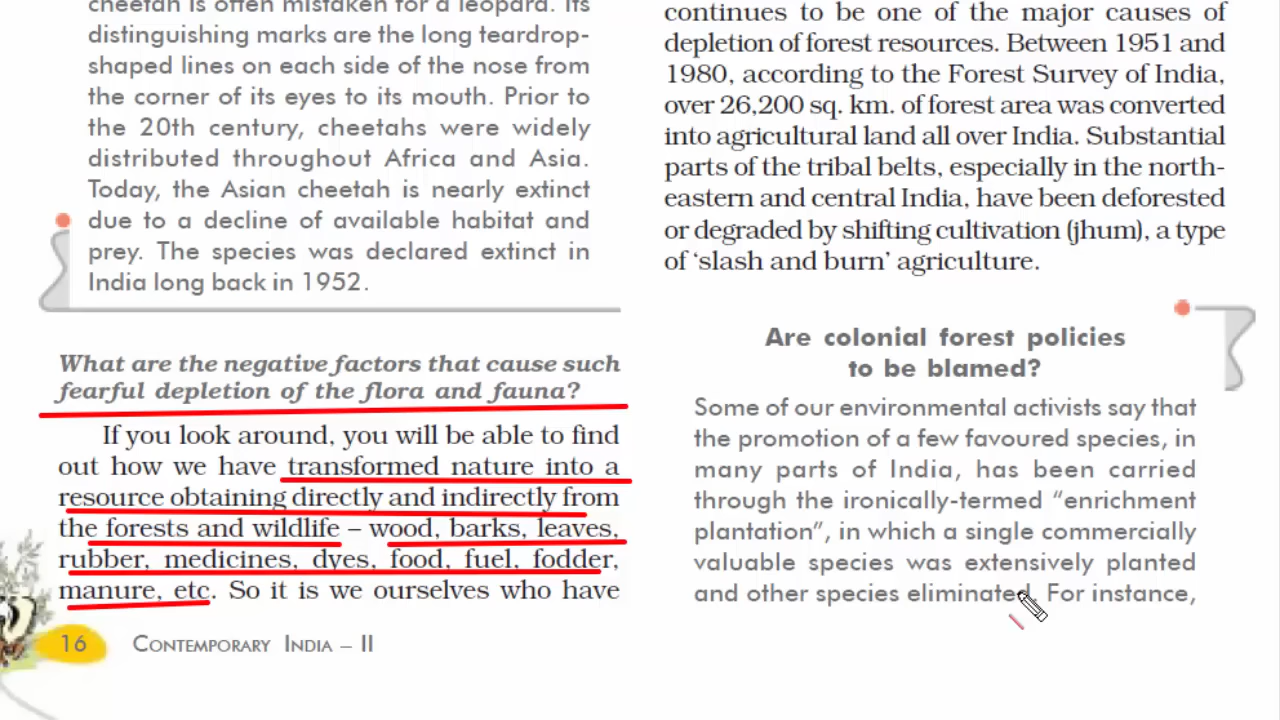 cheetah is often mistaken for a leopard. Its
distinguishing marks are the long teardrop-
shaped lines on each side of the nose from
the corner of its eyes to its mouth. Prior to
the 20th century, cheetahs were widely
distributed throughout Africa and Asia.
Today, the Asian cheetah is nearly extinct
due to a decline of available habitat and
prey. The species was declared extinct in
India long back in 1952.
What are the negative factors that cause such
fearful depletion of the flora and fauna?
If you look around, you will be able to find
out how we have transformed nature into a
resource obtaining directly and indirectly from
the forests and wildlife – wood, barks, leaves,
rubber, medicines, dyes, food, fuel, fodder,
manure, etc. So it is we ourselves who have
16 CONTEMPORARY INDIA – II
continues to be one of the major causes of
depletion of forest resources. Between 1951 and
1980, according to the Forest Survey of India,
over 26,200 sq. km. of forest area was converted
into agricultural land all over India. Substantial
parts of the tribal belts, especially in the north-
eastern and central India, have been deforested
or degraded by shifting cultivation (jhum), a type
of ‘slash and burn’ agriculture.
Are colonial forest policies
to be blamed?
Some of our environmental activists say that
the promotion of a few favoured species, in
many parts of India, has been carried
through the ironically-termed “enrichment
plantation”, in which a single commercially
valuable species was extensively planted
and other species eliminated. For instance,